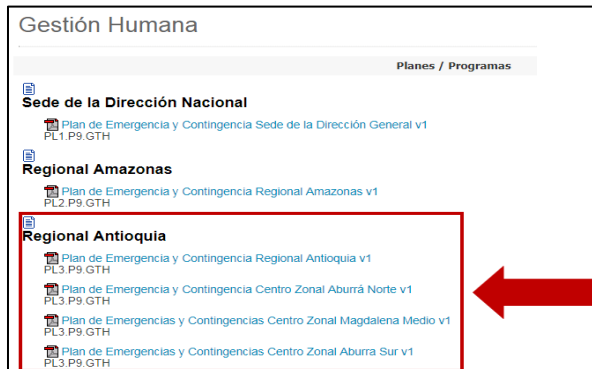 Gestión Humana
Planes / Programas
Sede de la Dirección Nacional
Plan de Emergencia y Contingencia Sede de la Dirección General v1
PL1.P9.GTH
Regional Amazonas
Plan de Emergencia y Contingencia Regional Amazonas v1
PL2.P9.GTH
Regional Antioquia
Plan de Emergencia y Contingencia Regional Antioquia v1
PL3.P9.GTH
Plan de Emergencia y Contingencia Centro Zonal Aburrá Norte v1
PL3.P9.GTH
Plan de Emergencias y Contingencias Centro Zonal Magdalena Medio v1
PL3.P9.GTH
Plan de Emergencias y Contingencias Centro Zonal Aburra Sur v1
PL3.P9.GTH